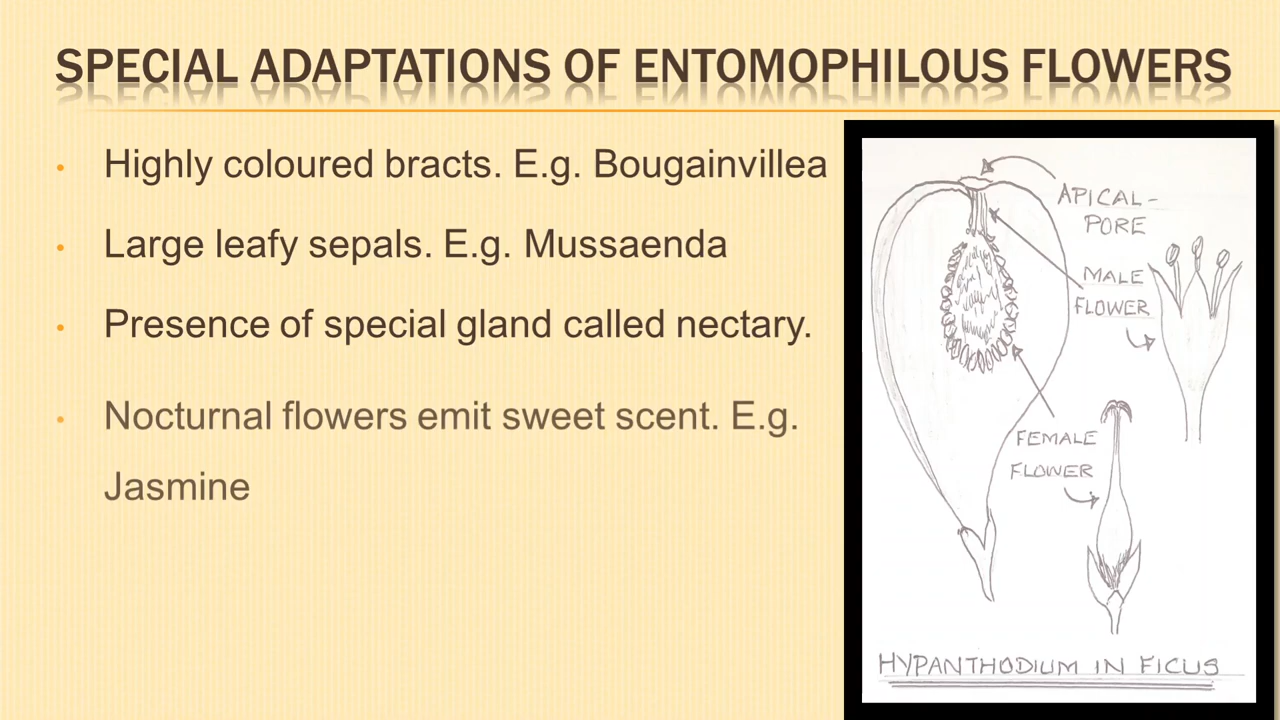 SPECIAL ADAPTATIONS OF ENTOMOPHILOUS FLOWERS
Highly coloured bracts. E.g. Bougainvillea
Large leafy sepals. E.g. Mussaenda
Presence of special gland called nectary.
Nocturnal flowers emit sweet scent. E.g.
Jasmine
APICAL-
PORE
MALE
FLOWER
FEMALE
FLOWER
HYPANTHODIUM IN FICUS